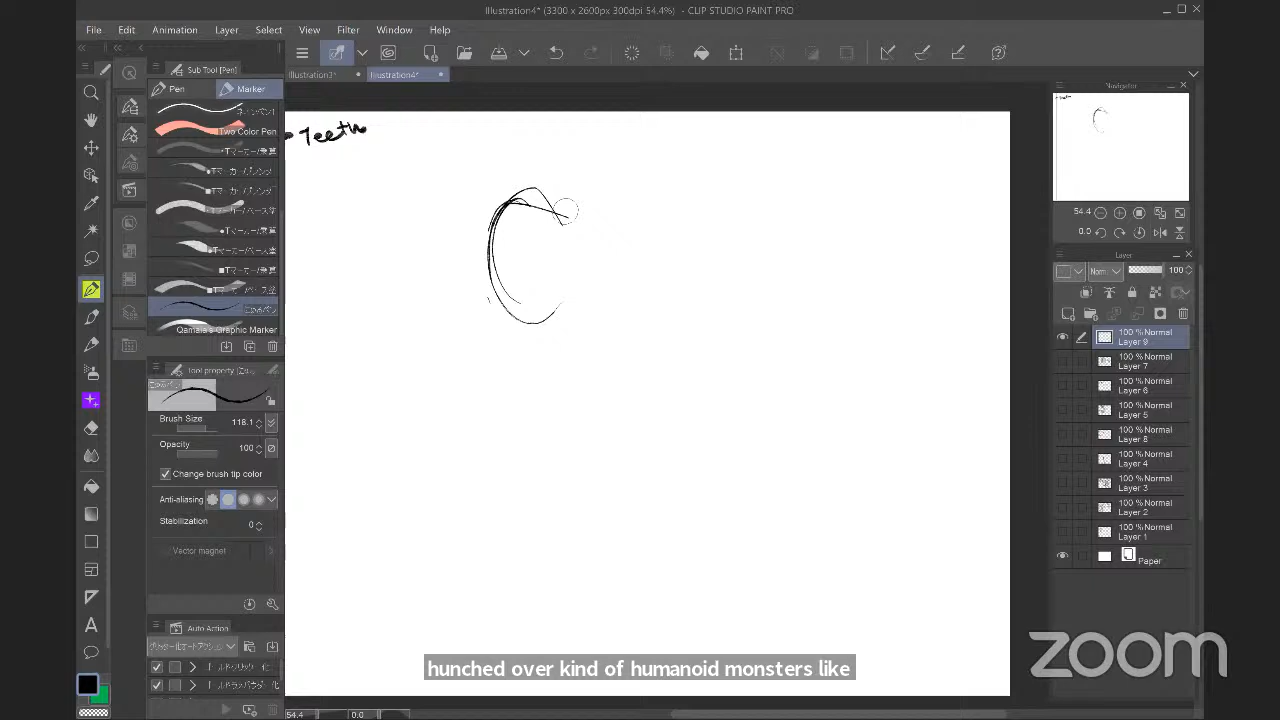 Illustration4* (3300 x 2600px 300dpi 54.4%) - CLIP STUDIO PAINT PRO
File Edit Animation Layer Select View Filter Window Help
Sub Tool [Pen]
Illustration3* Illustration4*
Pen Marker
Two Color Pen
Teeth
Qamala's Graphic Marker
Tool property
Brush Size 118.1
Opacity 100
Change brush tip color
Anti-aliasing
Stabilization 0
Vector magnet
Auto Action
54.4 0.0
Navigator
54.4
0.0
Layer
100
100 %Normal
Layer 9
100 %Normal
Layer 7
100 %Normal
Layer 6
100 %Normal
Layer 5
100 %Normal
Layer 8
100 %Normal
Layer 4
100 %Normal
Layer 3
100 %Normal
Layer 2
100 %Normal
Layer 1
Paper
hunched over kind of humanoid monsters like
zoom